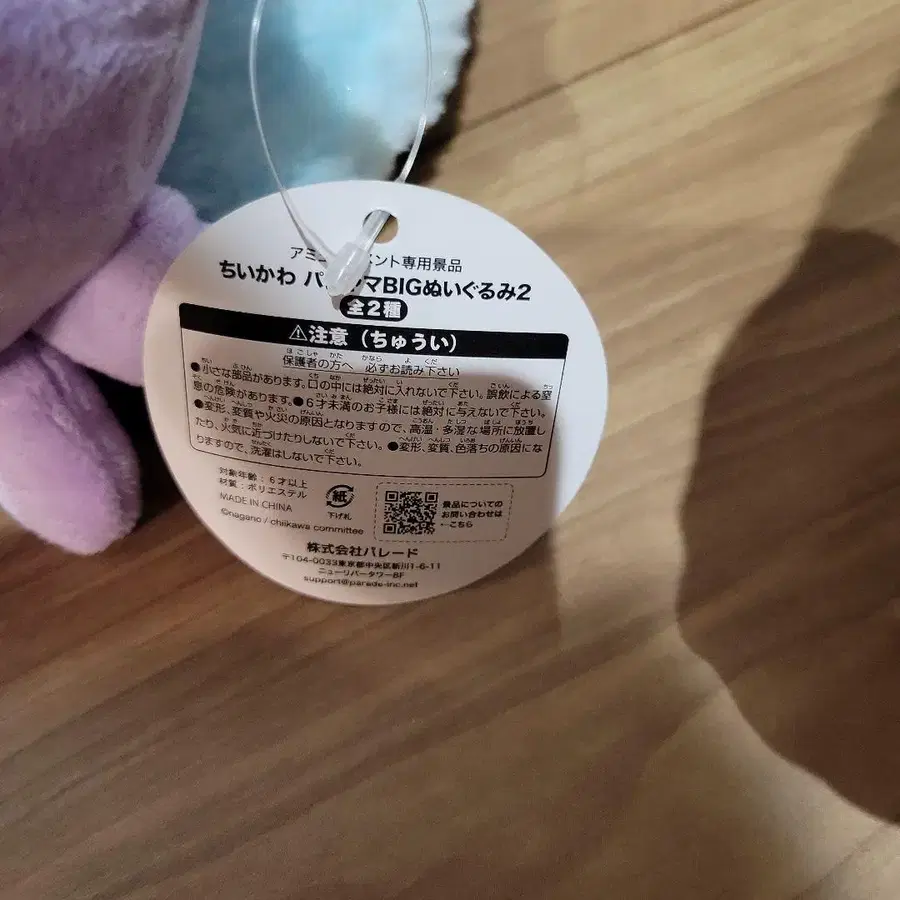 アミューズメント専用景品
ちいかわ パジャマBIGぬいぐるみ2
全2種
⚠注意（ちゅうい）
保護者の方へ 必ずお読み下さい
●小さな部品があります。口の中には絶対に入れないで下さい。誤飲による窒
息の危険があります。●6才未満のお子様には絶対に与えないで下さい。
●変形、変質や火災の原因となりますので、高温・多湿な場所に放置し
たり、火気に近づけたりしないで下さい。●変形、変質、色落ちの原因にな
りますので、洗濯はしないで下さい。
対象年齢：6才以上
材質：ポリエステル
MADE IN CHINA
紙
下げ札
景品についての
お問い合わせは
←こちら
©nagano / chiikawa committee
株式会社パレード
〒104-0033東京都中央区新川1-6-11
ニューリバータワー8F
support@parade-inc.net